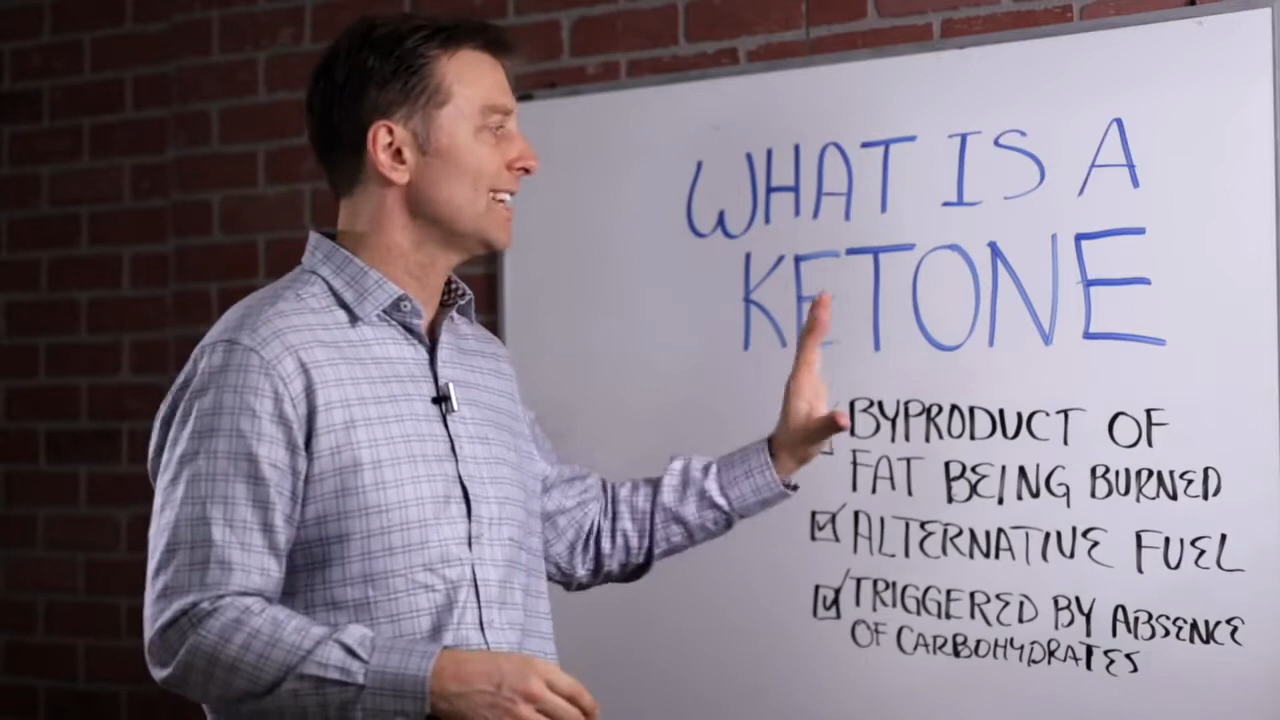 WHAT IS A
KETONE
BYPRODUCT OF
FAT BEING BURNED
ALTERNATIVE FUEL
TRIGGERED BY ABSENCE
OF CARBOHYDRATES